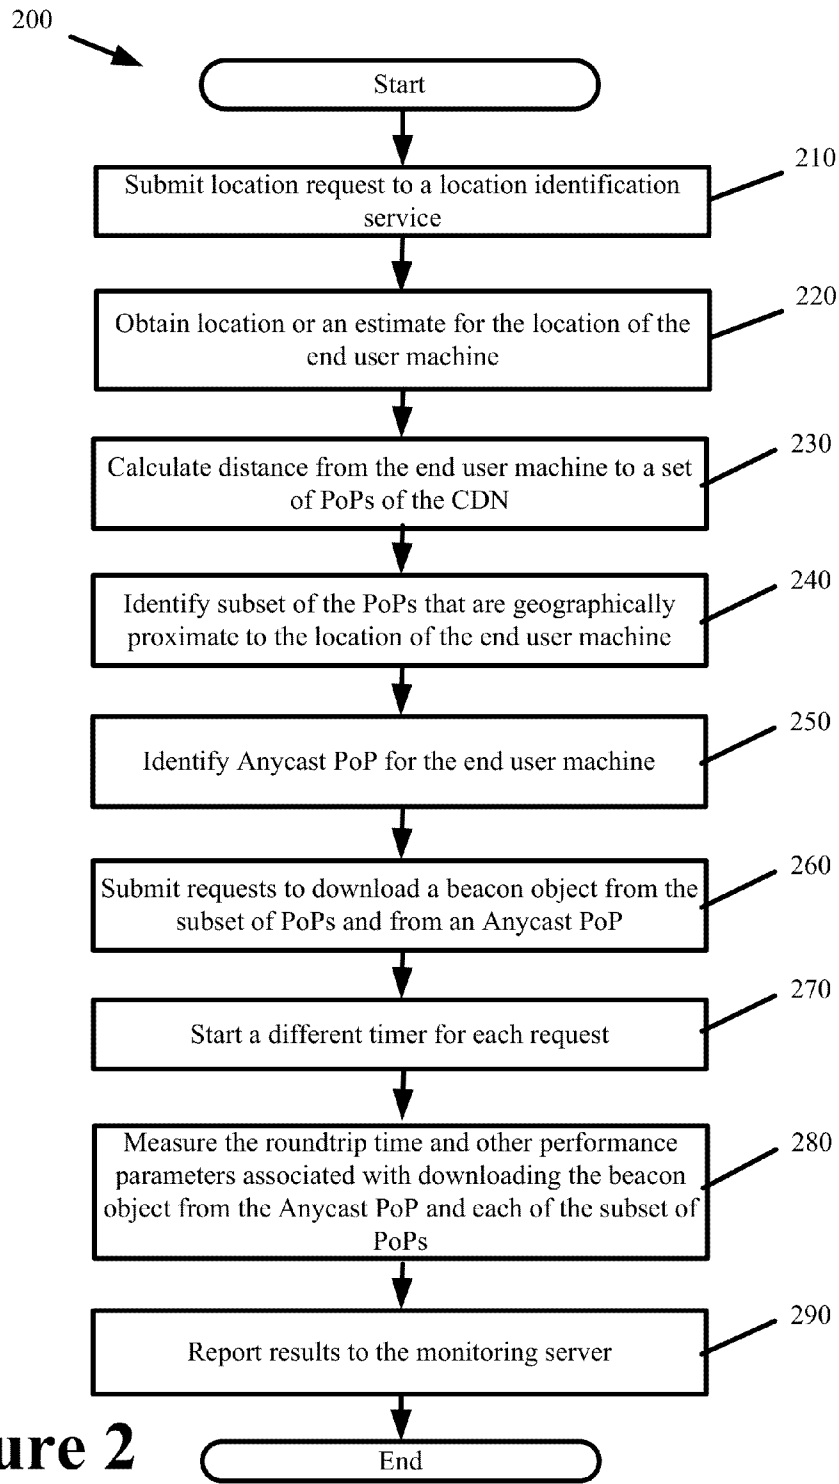 200
Start
210
Submit location request to a location identification
service
220
Obtain location or an estimate for the location of the
end user machine
230
Calculate distance from the end user machine to a set
of PoPs of the CDN
240
Identify subset of the PoPs that are geographically
proximate to the location of the end user machine
250
Identify Anycast PoP for the end user machine
260
Submit requests to download a beacon object from the
subset of PoPs and from an Anycast PoP
270
Start a different timer for each request
280
Measure the roundtrip time and other performance
parameters associated with downloading the beacon
object from the Anycast PoP and each of the subset of
PoPs
290
Report results to the monitoring server
ure 2
End